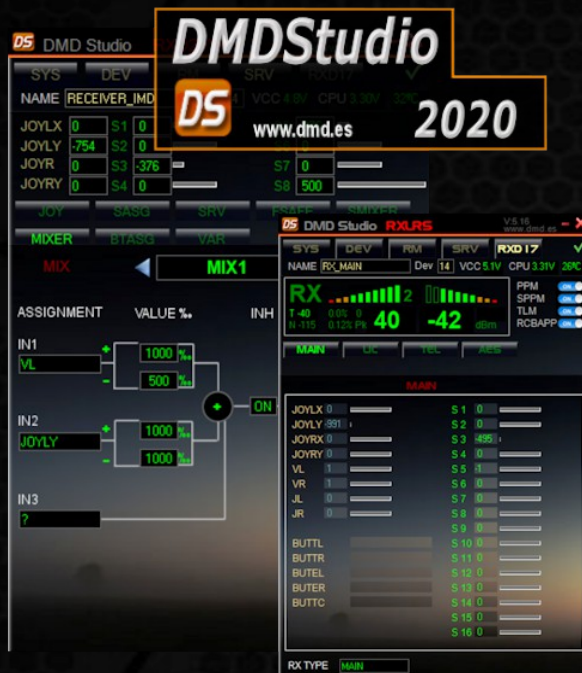 DMDStudio
DS
www.dmd.es
2020
DS DMD Studio
SYS DEV SRV RXD17
NAME RECEIVER_IMD VCC 4.8V CPU 3.30V 32ºC
JOYLX 0 S1 0
JOYLY -754 S2 0
JOYR 0 S3 -376 S7 0
JOYRY 0 S4 0 S8 500
JOY SASG SRV FSAFE SMIXER
MIXER BTASG VAR
MIX MIX1
ASSIGNMENT VALUE ‰ INH
IN1
VL
+ 1000 ‰
- 500 ‰
+ ON
IN2
JOYLY
+ 1000 ‰
- 1000 ‰
IN3
?
DS DMD Studio RXLRS V:5.16
www.dmd.es
SYS DEV RM SRV RXD17
NAME RX_MAIN Dev 14 VCC 5.1V CPU 3.31V 26ºC
RX 2
T -40 0.0% 0
N -115 0.12% Pk 40 -42 dBm
PPM ON
SPPM ON
TLM ON
RCBAPP ON
MAIN TEL AES
MAIN
JOYLX 0 S 1 0
JOYLY -991 S 2 0
JOYRX 0 S 3 -495
JOYRY 0 S 4 0
VL 1 S 5 -1
VR 1 S 6 0
JL 0 S 7 0
JR 0 S 8 0
S 9 0
BUTTL S 10 0
BUTTR S 11 0
BUTEL S 12 0
BUTER S 13 0
BUTTC S 14 0
S 15 0
S 16 0
RX TYPE MAIN